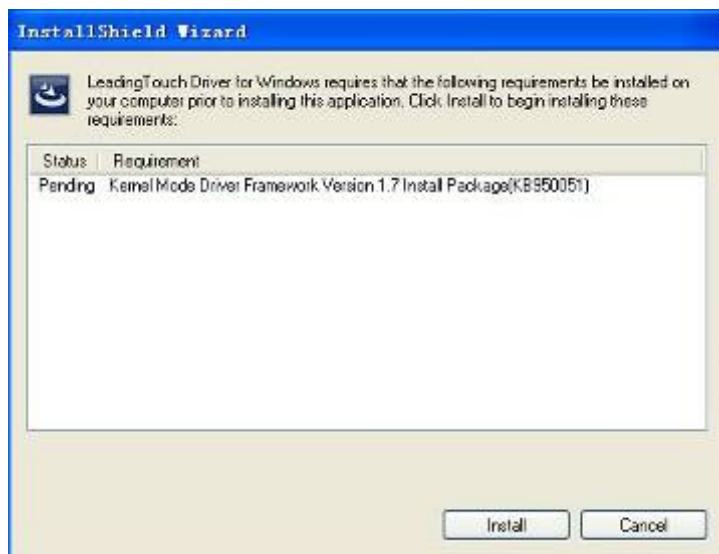 InstallShield Wizard
LeadingTouch Driver for Windows requires that the following requirements be installed on
your computer prior to installing this application. Click Install to begin installing these
requirements:
Status Requirement
Pending Kernel Mode Driver Framework Version 1.7 Install Package(KB950051)
Install Cancel